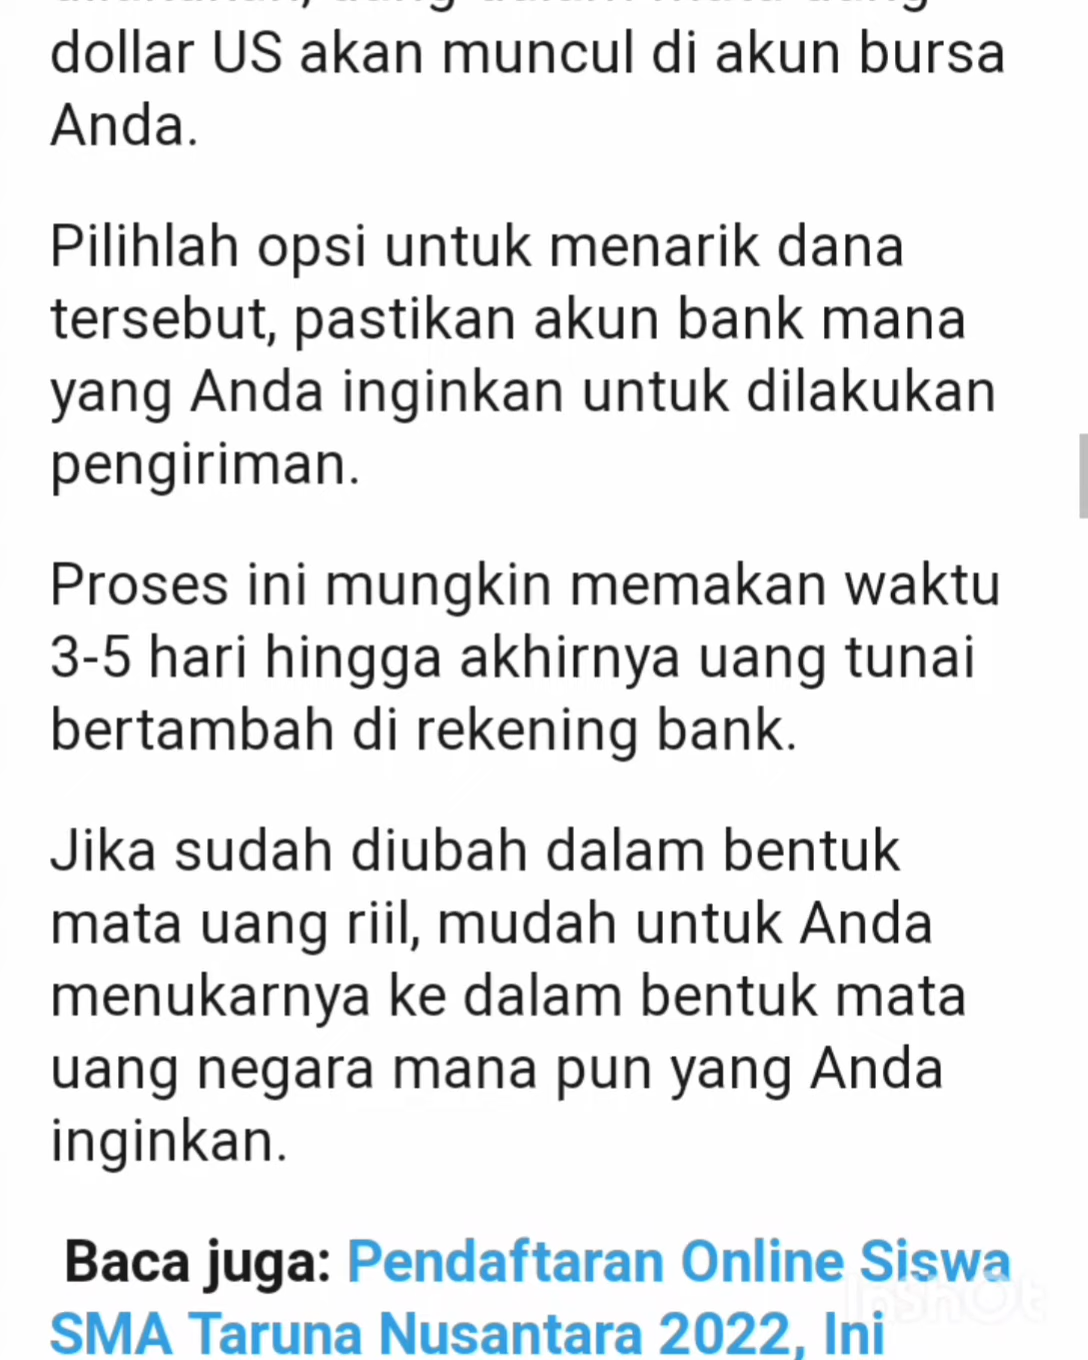 dollar US akan muncul di akun bursa
Anda.
Pilihlah opsi untuk menarik dana
tersebut, pastikan akun bank mana
yang Anda inginkan untuk dilakukan
pengiriman.
Proses ini mungkin memakan waktu
3-5 hari hingga akhirnya uang tunai
bertambah di rekening bank.
Jika sudah diubah dalam bentuk
mata uang riil, mudah untuk Anda
menukarnya ke dalam bentuk mata
uang negara mana pun yang Anda
inginkan.
Baca juga: Pendaftaran Online Siswa
SMA Taruna Nusantara 2022, Ini
InShOt